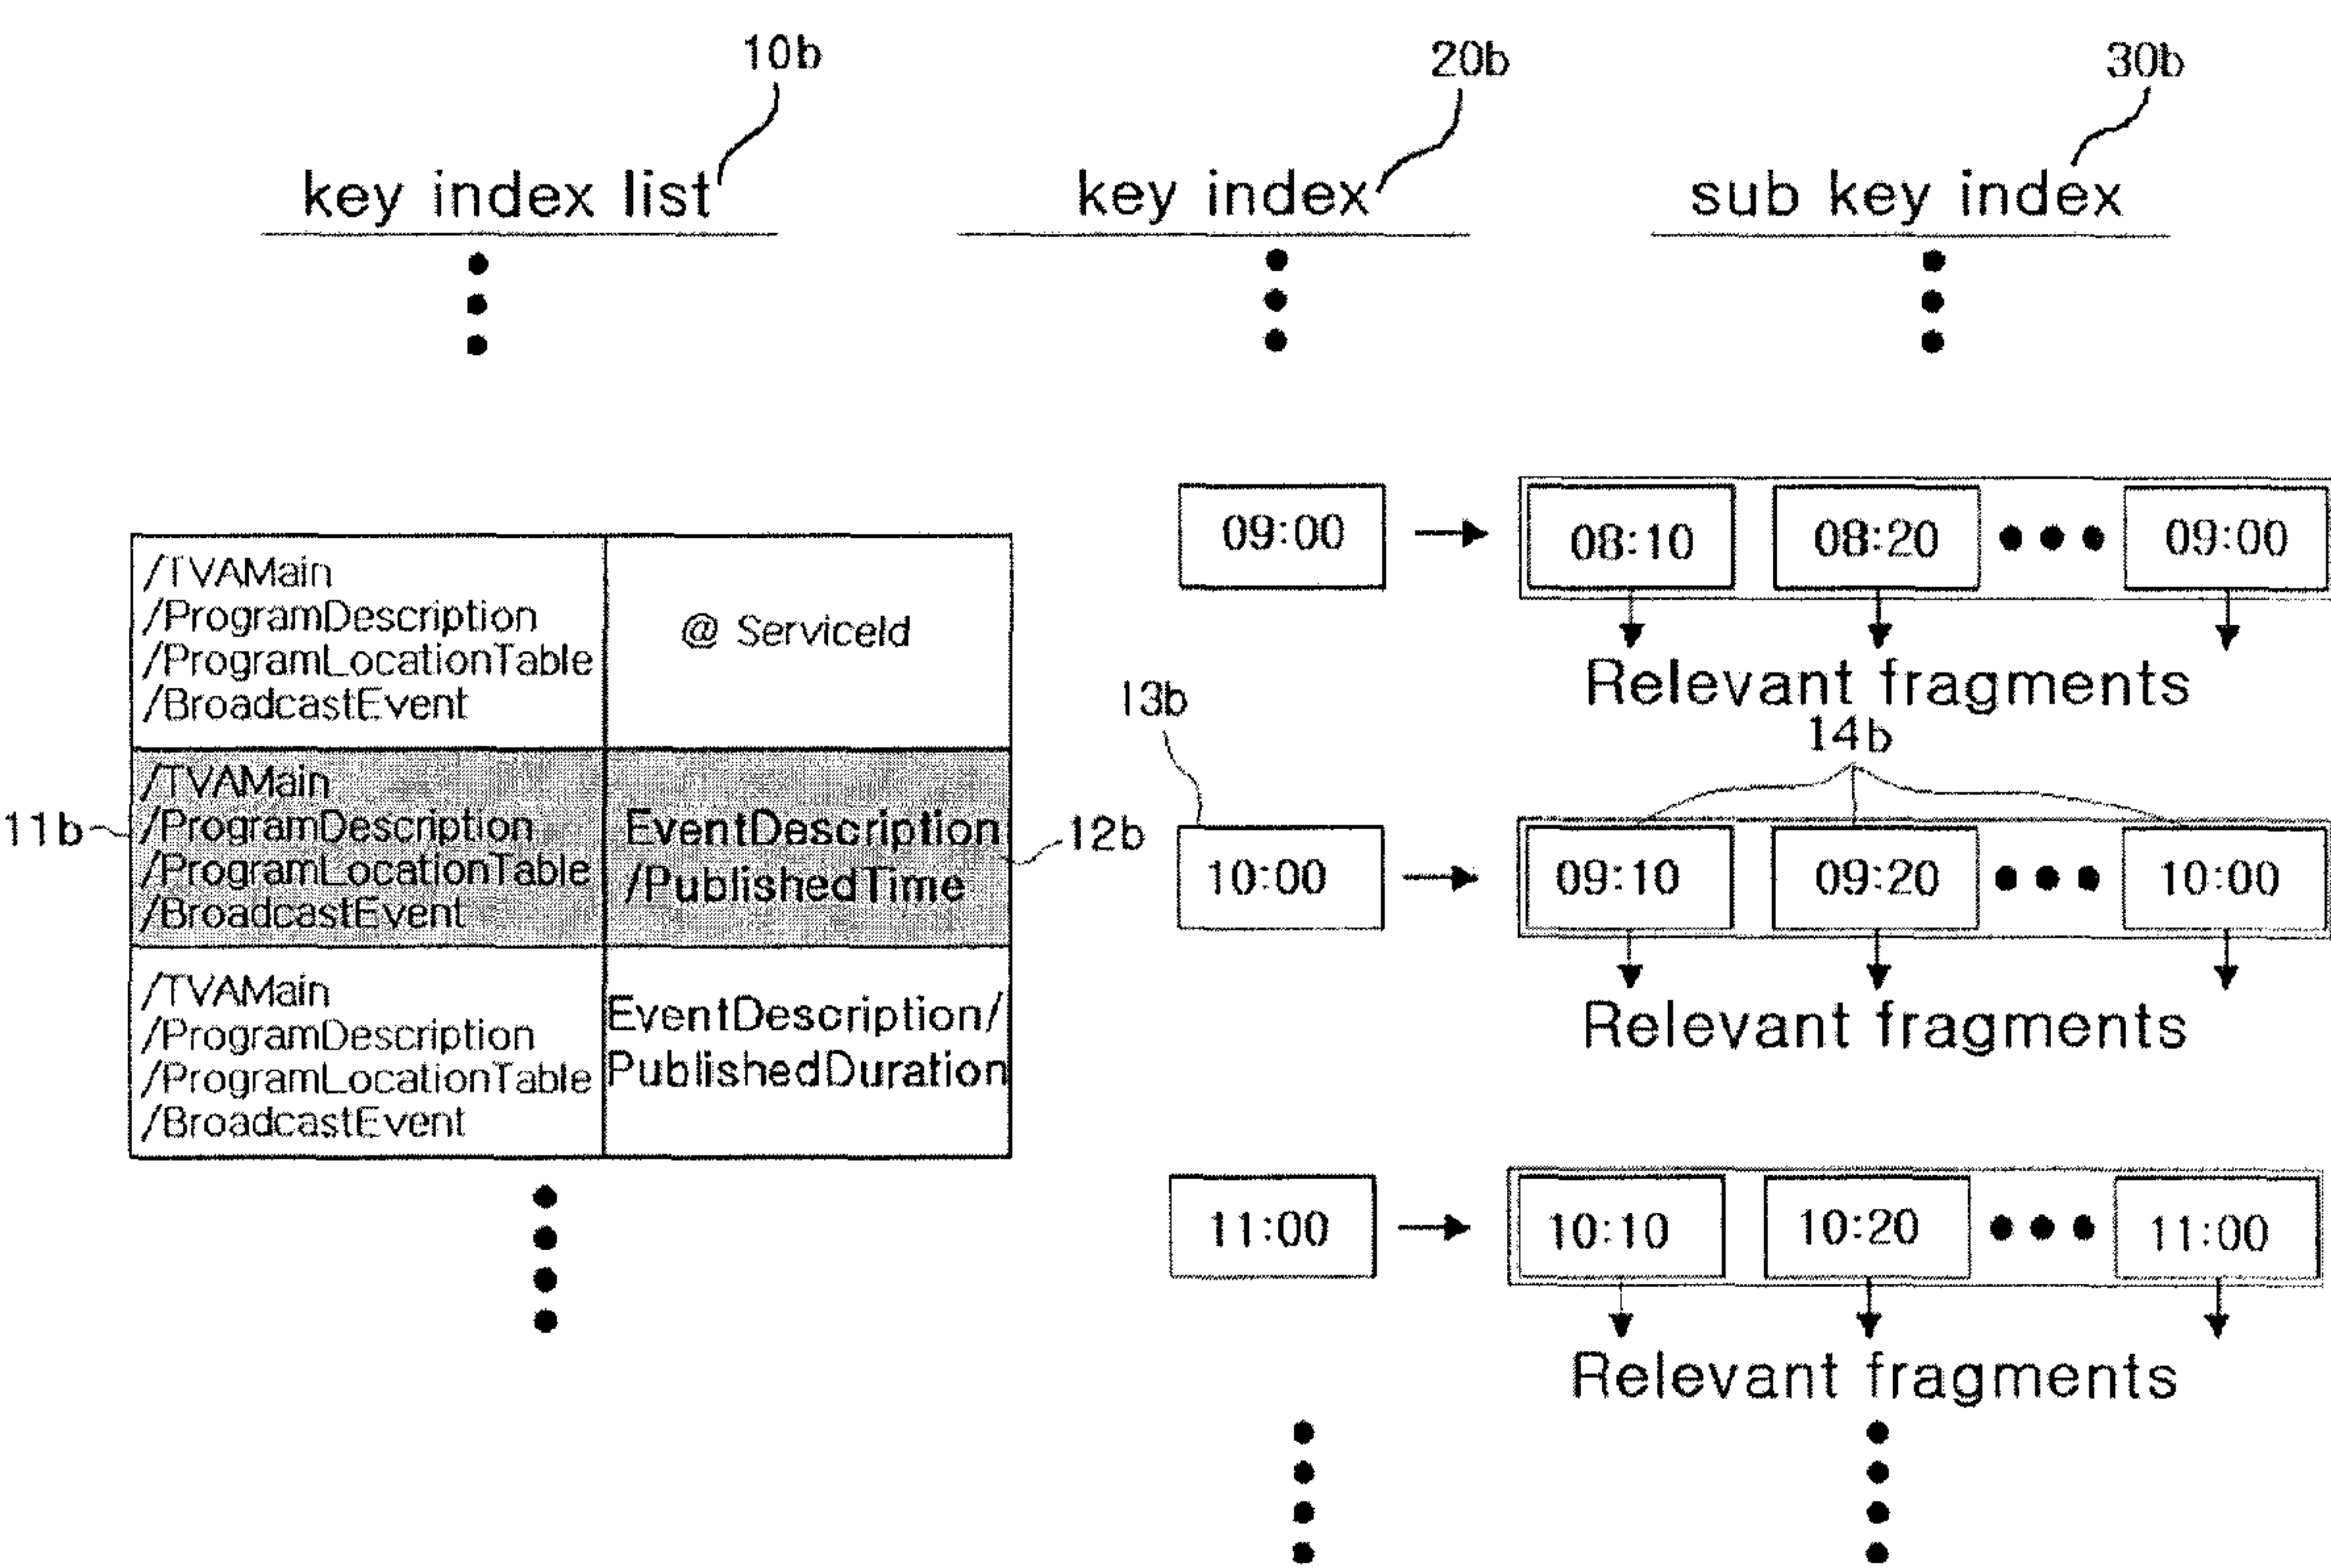 10b
20b
30b
key index list
key index
sub key index
/TVAMain
/ProgramDescription
/ProgramLocationTable
/BroadcastEvent
@ ServiceId
11b
/TVAMain
/ProgramDescription
/ProgramLocationTable
/BroadcastEvent
EventDescription
/PublishedTime
12b
/TVAMain
/ProgramDescription
/ProgramLocationTable
/BroadcastEvent
EventDescription/
PublishedDuration
09:00
08:10
08:20
09:00
Relevant fragments
13b
14b
10:00
09:10
09:20
10:00
Relevant fragments
11:00
10:10
10:20
11:00
Relevant fragments